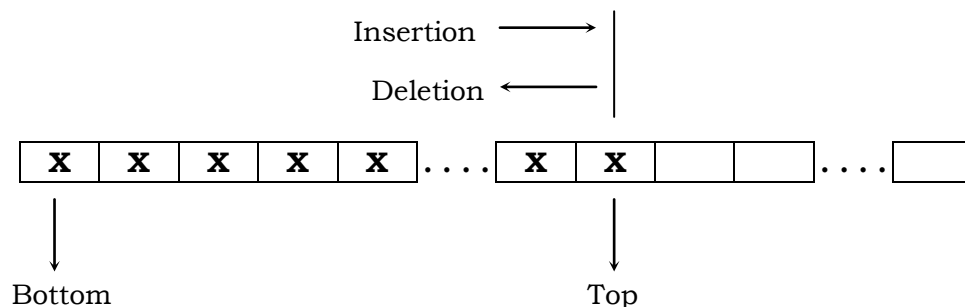 Insertion
Deletion
x x x x x .... x x ....
Bottom Top